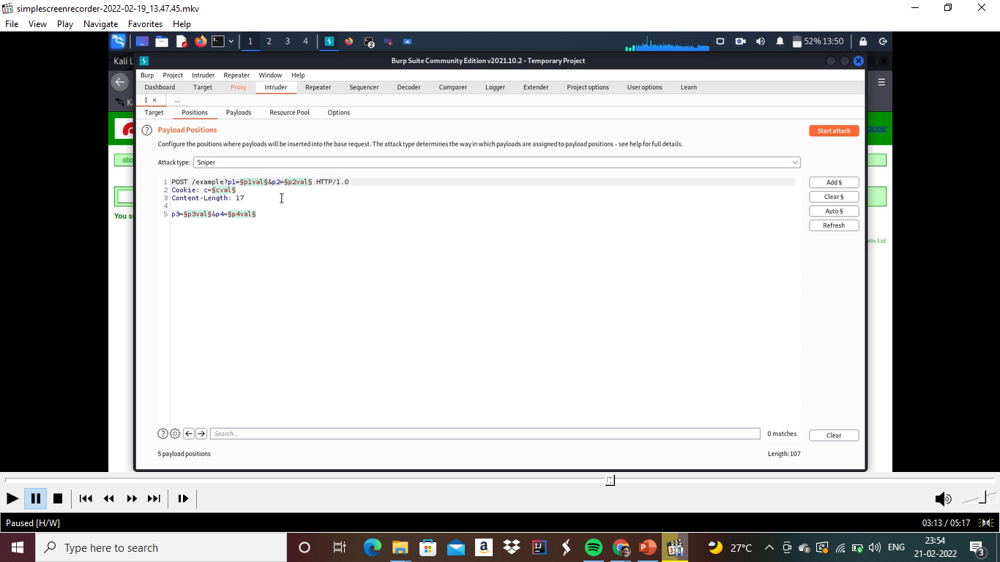 simplescreenrecorder-2022-02-19_13.47.45.mkv
File View Play Navigate Favorites Help
1 2 3 4 2 52% 13:50
Kali L
Burp Suite Community Edition v2021.10.2 - Temporary Project
Burp Project Intruder Repeater Window Help
Dashboard Target Proxy Intruder Repeater Sequencer Decoder Comparer Logger Extender Project options User options Learn
1 × ...
Target Positions Payloads Resource Pool Options
? Payload Positions
Start attack
Configure the positions where payloads will be inserted into the base request. The attack type determines the way in which payloads are assigned to payload positions - see help for full details.
Attack type: Sniper
1 POST /example?p1=§p1val§&p2=§p2val§ HTTP/1.0
2 Cookie: c=§cval§
3 Content-Length: 17
4
5 p3=§p3val§&p4=§p4val§
Add §
Clear §
Auto §
Refresh
abo
You s
Ltd.
? Search... 0 matches Clear
5 payload positions Length: 107
Paused [H/W] 03:13 / 05:17
Type here to search
27°C ENG 23:54
21-02-2022
3